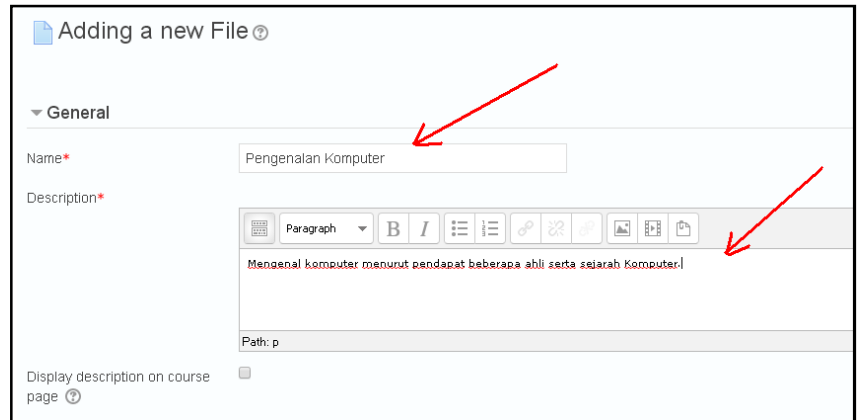 Adding a new File
General
Name* Pengenalan Komputer
Description*
Paragraph B I
Mengenal komputer menurut pendapat beberapa ahli serta sejarah Komputer.
Path: p
Display description on course
page